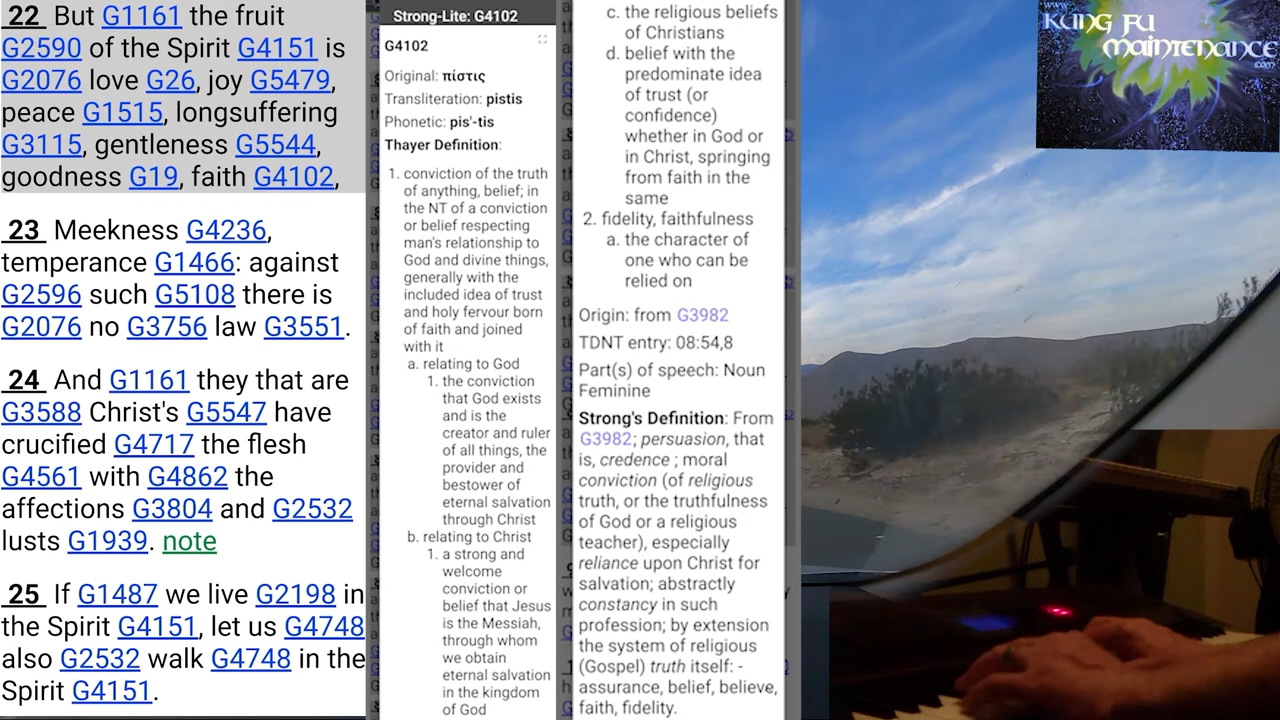 22 But G1161 the fruit
G2590 of the Spirit G4151 is
G2076 love G26, joy G5479,
peace G1515, longsuffering
G3115, gentleness G5544,
goodness G19, faith G4102,
23 Meekness G4236,
temperance G1466: against
G2596 such G5108 there is
G2076 no G3756 law G3551.
24 And G1161 they that are
G3588 Christ's G5547 have
crucified G4717 the flesh
G4561 with G4862 the
affections G3804 and G2532
lusts G1939. note
25 If G1487 we live G2198 in
the Spirit G4151, let us G4748
also G2532 walk G4748 in the
Spirit G4151.
Strong-Lite: G4102
G4102
Original: πίστις
Transliteration: pistis
Phonetic: pis'-tis
Thayer Definition:
1. conviction of the truth
of anything, belief; in
the NT of a conviction
or belief respecting
man's relationship to
God and divine things,
generally with the
included idea of trust
and holy fervour born
of faith and joined
with it
a. relating to God
1. the conviction
that God exists
and is the
creator and ruler
of all things, the
provider and
bestower of
eternal salvation
through Christ
b. relating to Christ
1. a strong and
welcome
conviction or
belief that Jesus
is the Messiah,
through whom
we obtain
eternal salvation
in the kingdom
of God
c. the religious beliefs
of Christians
d. belief with the
predominate idea
of trust (or
confidence)
whether in God or
in Christ, springing
from faith in the
same
2. fidelity, faithfulness
a. the character of
one who can be
relied on
Origin: from G3982
TDNT entry: 08:54,8
Part(s) of speech: Noun
Feminine
Strong's Definition: From
G3982; persuasion, that
is, credence ; moral
conviction (of religious
truth, or the truthfulness
of God or a religious
teacher), especially
reliance upon Christ for
salvation; abstractly
constancy in such
profession; by extension
the system of religious
(Gospel) truth itself: -
assurance, belief, believe,
faith, fidelity.
www.
KUNG FU
maintenance
.com